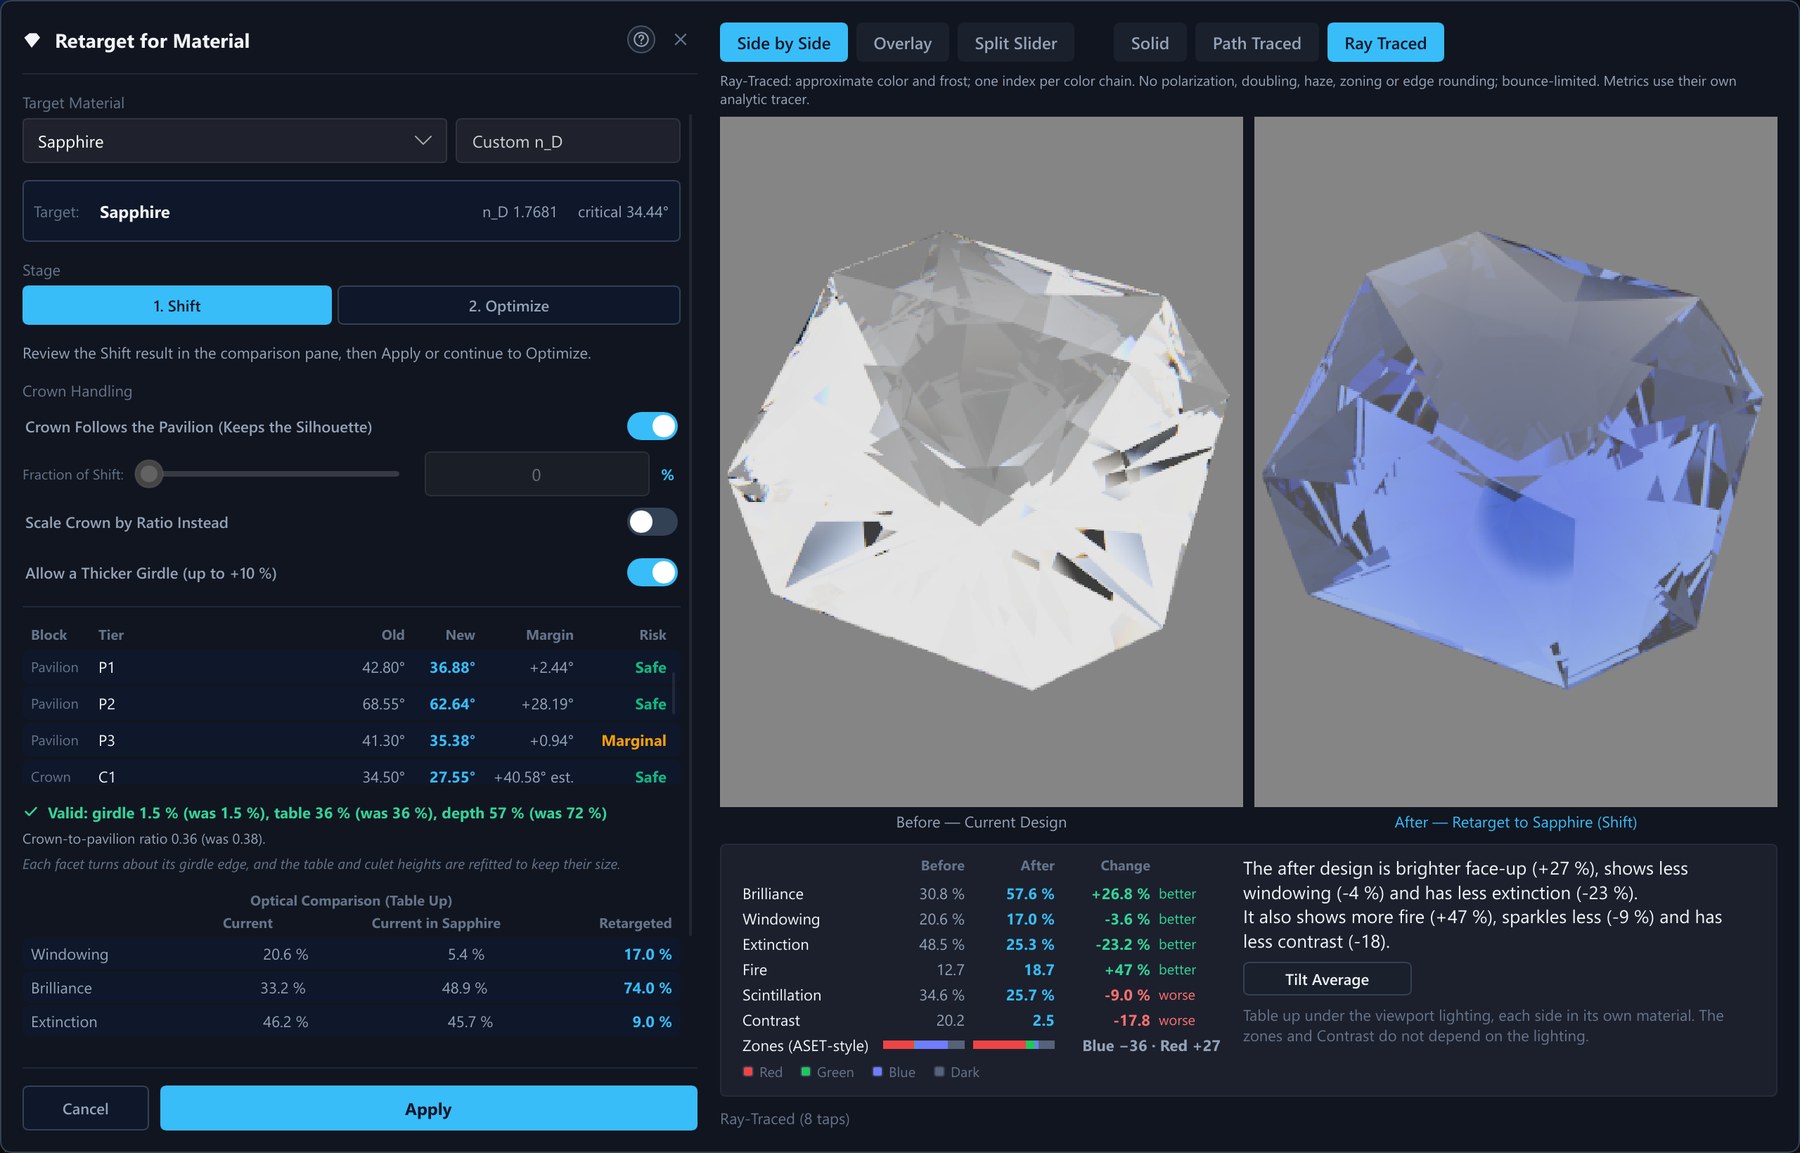 Retarget for Material
Target Material
Sapphire
Custom n_D
Target: Sapphire n_D 1.7681 critical 34.44°
Stage
1. Shift
2. Optimize
Review the Shift result in the comparison pane, then Apply or continue to Optimize.
Crown Handling
Crown Follows the Pavilion (Keeps the Silhouette)
Fraction of Shift: 0 %
Scale Crown by Ratio Instead
Allow a Thicker Girdle (up to +10 %)
Block Tier Old New Margin Risk
Pavilion P1 42.80° 36.88° +2.44° Safe
Pavilion P2 68.55° 62.64° +28.19° Safe
Pavilion P3 41.30° 35.38° +0.94° Marginal
Crown C1 34.50° 27.55° +40.58° est. Safe
Valid: girdle 1.5 % (was 1.5 %), table 36 % (was 36 %), depth 57 % (was 72 %)
Crown-to-pavilion ratio 0.36 (was 0.38).
Each facet turns about its girdle edge, and the table and culet heights are refitted to keep their size.
Optical Comparison (Table Up)
Current Current in Sapphire Retargeted
Windowing 20.6 % 5.4 % 17.0 %
Brilliance 33.2 % 48.9 % 74.0 %
Extinction 46.2 % 45.7 % 9.0 %
Cancel
Apply
Side by Side
Overlay
Split Slider
Solid
Path Traced
Ray Traced
Ray-Traced: approximate color and frost; one index per color chain. No polarization, doubling, haze, zoning or edge rounding; bounce-limited. Metrics use their own
analytic tracer.
Before — Current Design
After — Retarget to Sapphire (Shift)
Before After Change
Brilliance 30.8 % 57.6 % +26.8 % better
Windowing 20.6 % 17.0 % -3.6 % better
Extinction 48.5 % 25.3 % -23.2 % better
Fire 12.7 18.7 +47 % better
Scintillation 34.6 % 25.7 % -9.0 % worse
Contrast 20.2 2.5 -17.8 worse
Zones (ASET-style) Blue −36 · Red +27
Red Green Blue Dark
The after design is brighter face-up (+27 %), shows less
windowing (-4 %) and has less extinction (-23 %).
It also shows more fire (+47 %), sparkles less (-9 %) and has
less contrast (-18).
Tilt Average
Table up under the viewport lighting, each side in its own material. The
zones and Contrast do not depend on the lighting.
Ray-Traced (8 taps)